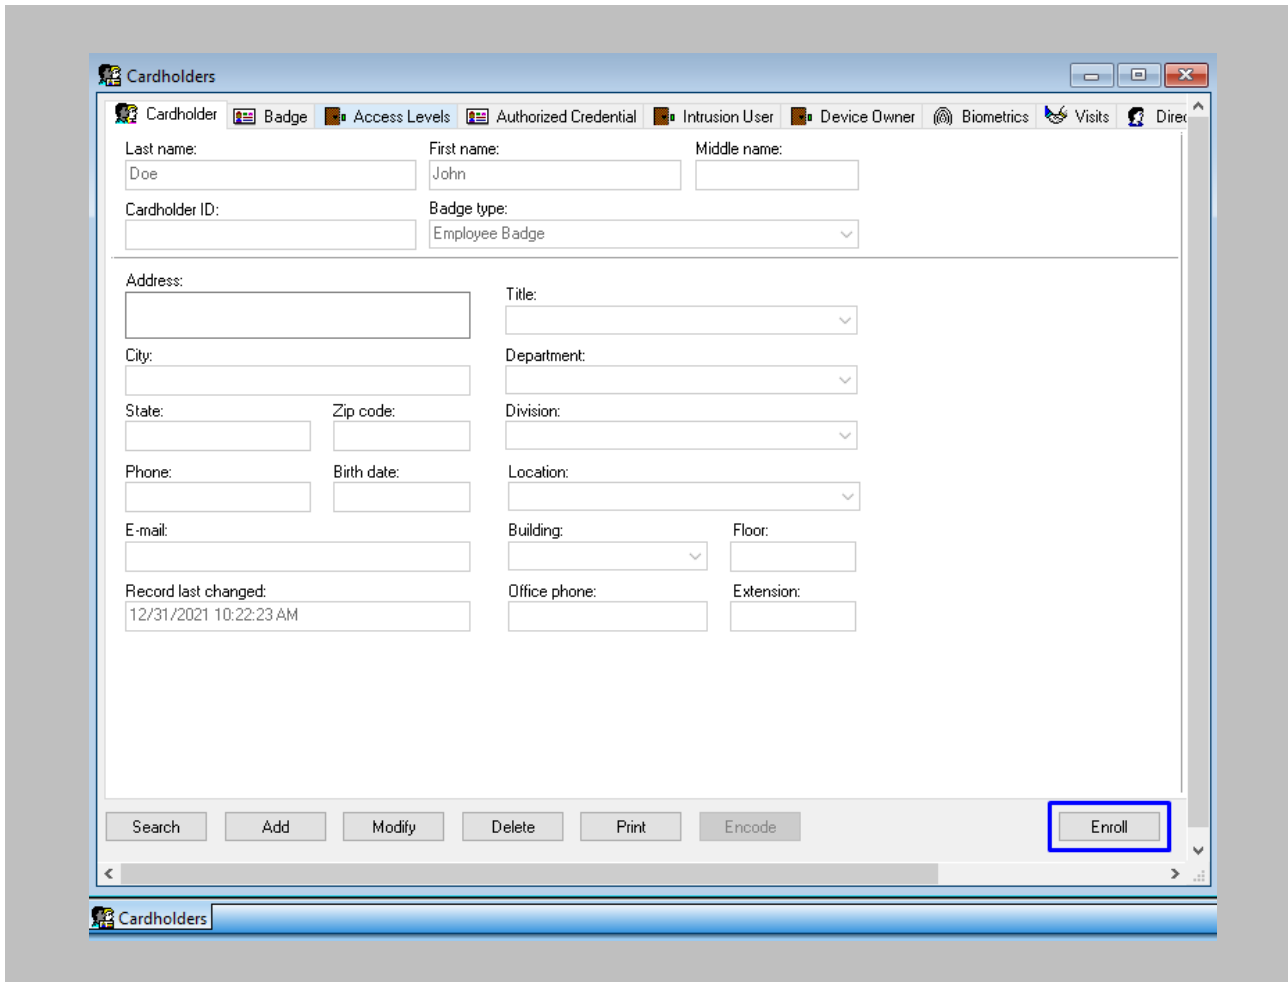 Cardholders
Cardholder Badge Access Levels Authorized Credential Intrusion User Device Owner Biometrics Visits Direc
Last name: First name: Middle name:
Doe John
Cardholder ID: Badge type:
Employee Badge
Address:
Title:
City: Department:
State: Zip code: Division:
Phone: Birth date: Location:
E-mail: Building: Floor:
Record last changed: Office phone: Extension:
12/31/2021 10:22:23 AM
Search Add Modify Delete Print Encode Enroll
Cardholders